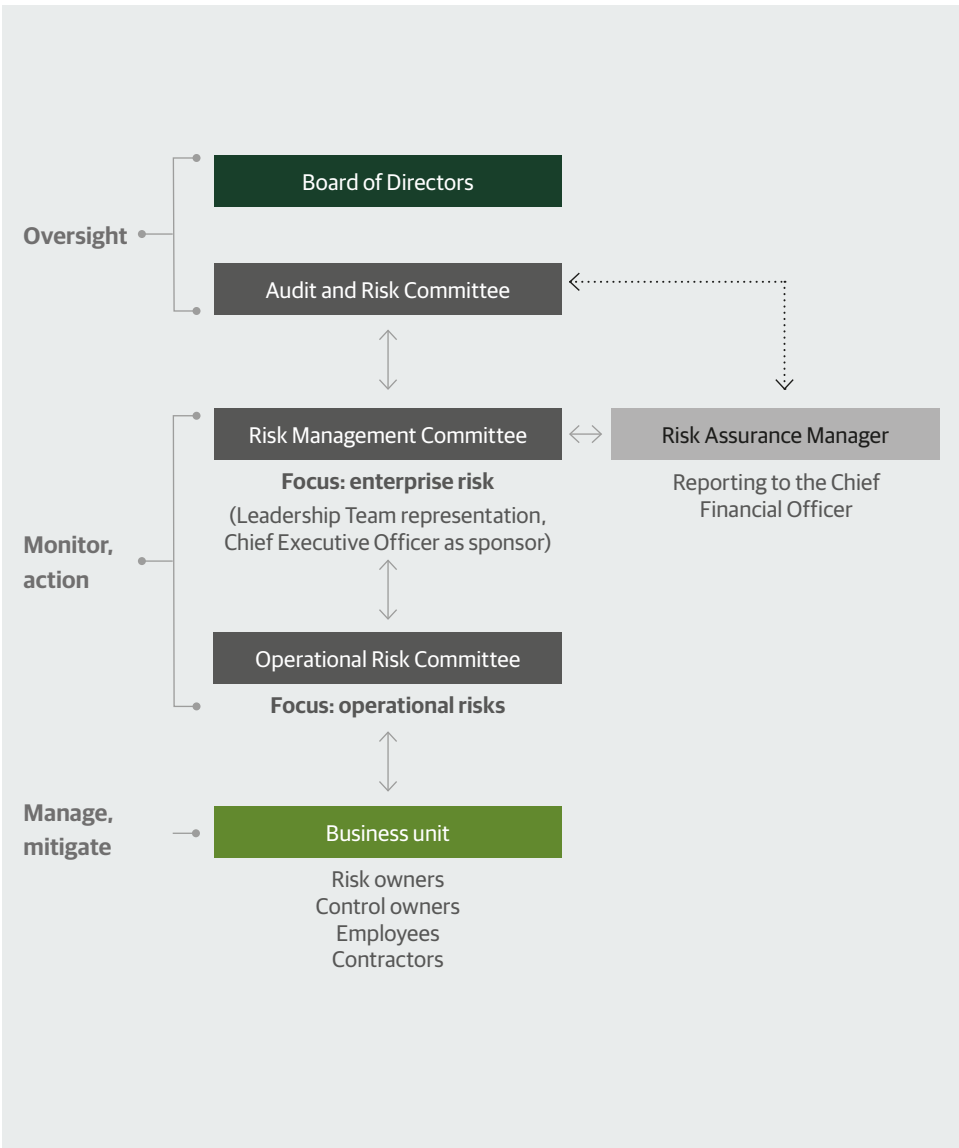 Oversight
Board of Directors
Audit and Risk Committee
Monitor,
action
Risk Management Committee
Focus: enterprise risk
(Leadership Team representation,
Chief Executive Officer as sponsor)
Risk Assurance Manager
Reporting to the Chief
Financial Officer
Operational Risk Committee
Focus: operational risks
Manage,
mitigate
Business unit
Risk owners
Control owners
Employees
Contractors